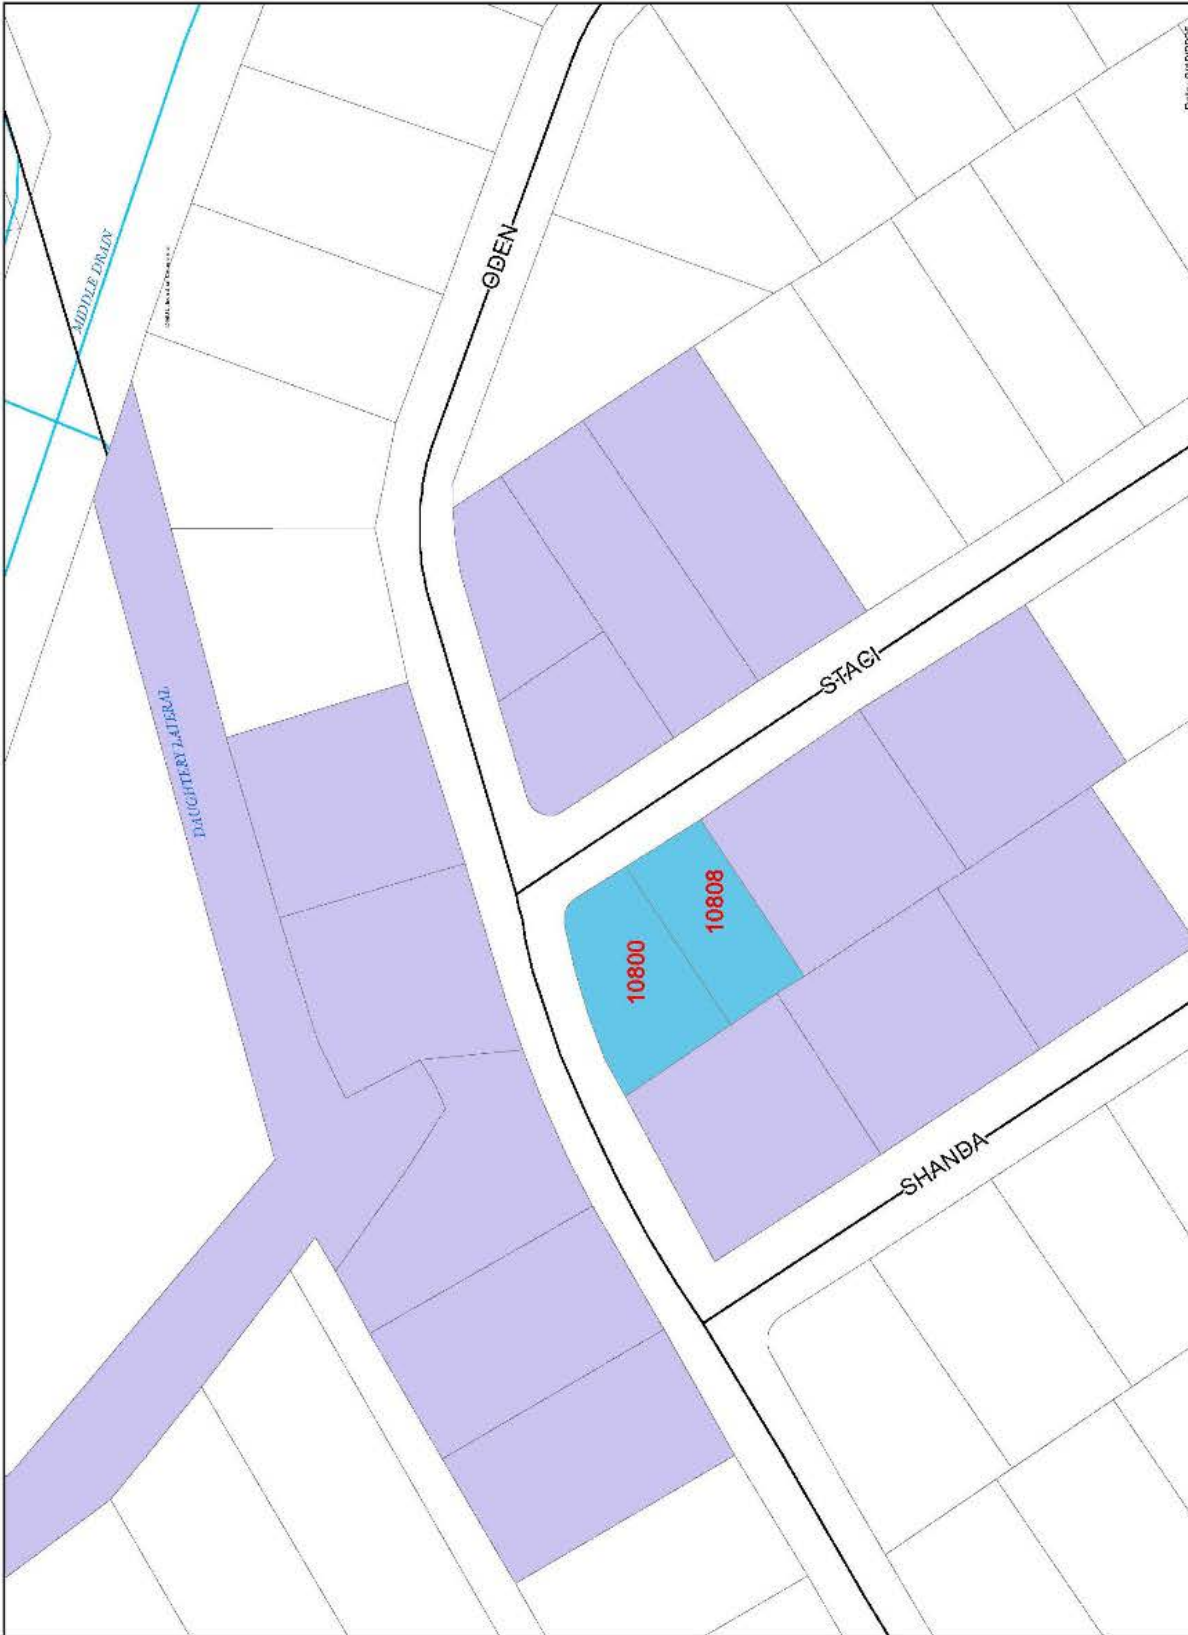 MIDDLE DRAIN
ODEN
DAUGHTERY LATERAL
STACI
10808
10800
SHANDA